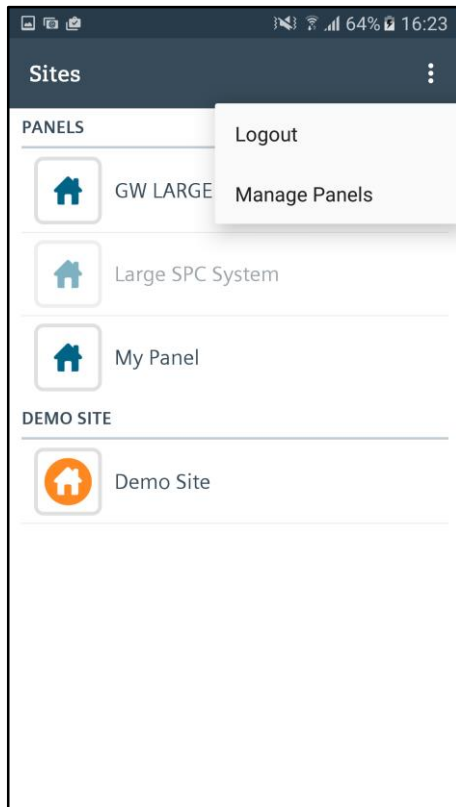 64% 16:23
Sites
PANELS
Logout
GW LARGE
Manage Panels
Large SPC System
My Panel
DEMO SITE
Demo Site